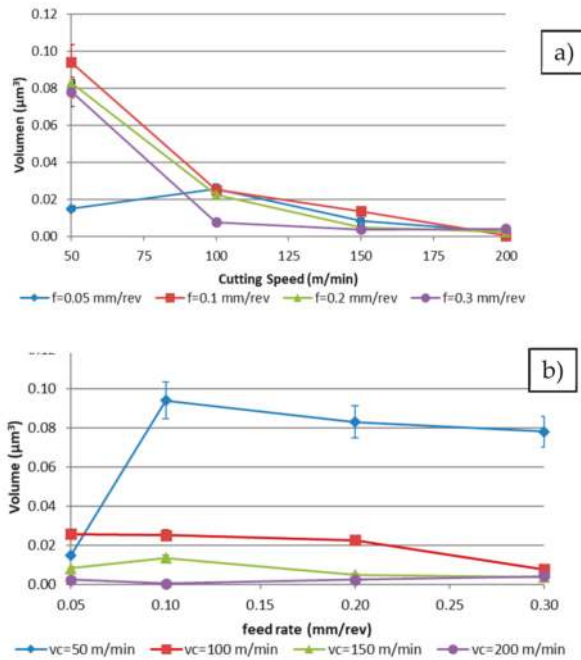 0.12
0.10
0.08
0.06
0.04
0.02
0.00
Volumen (µm³)
50 75 100 125 150 175 200
Cutting Speed (m/min)
f=0.05 mm/rev f=0.1 mm/rev f=0.2 mm/rev f=0.3 mm/rev
a)
0.12
0.10
0.08
0.06
0.04
0.02
0.00
Volume (µm³)
0.05 0.10 0.20 0.30
feed rate (mm/rev)
vc=50 m/min vc=100 m/min vc=150 m/min vc=200 m/min
b)